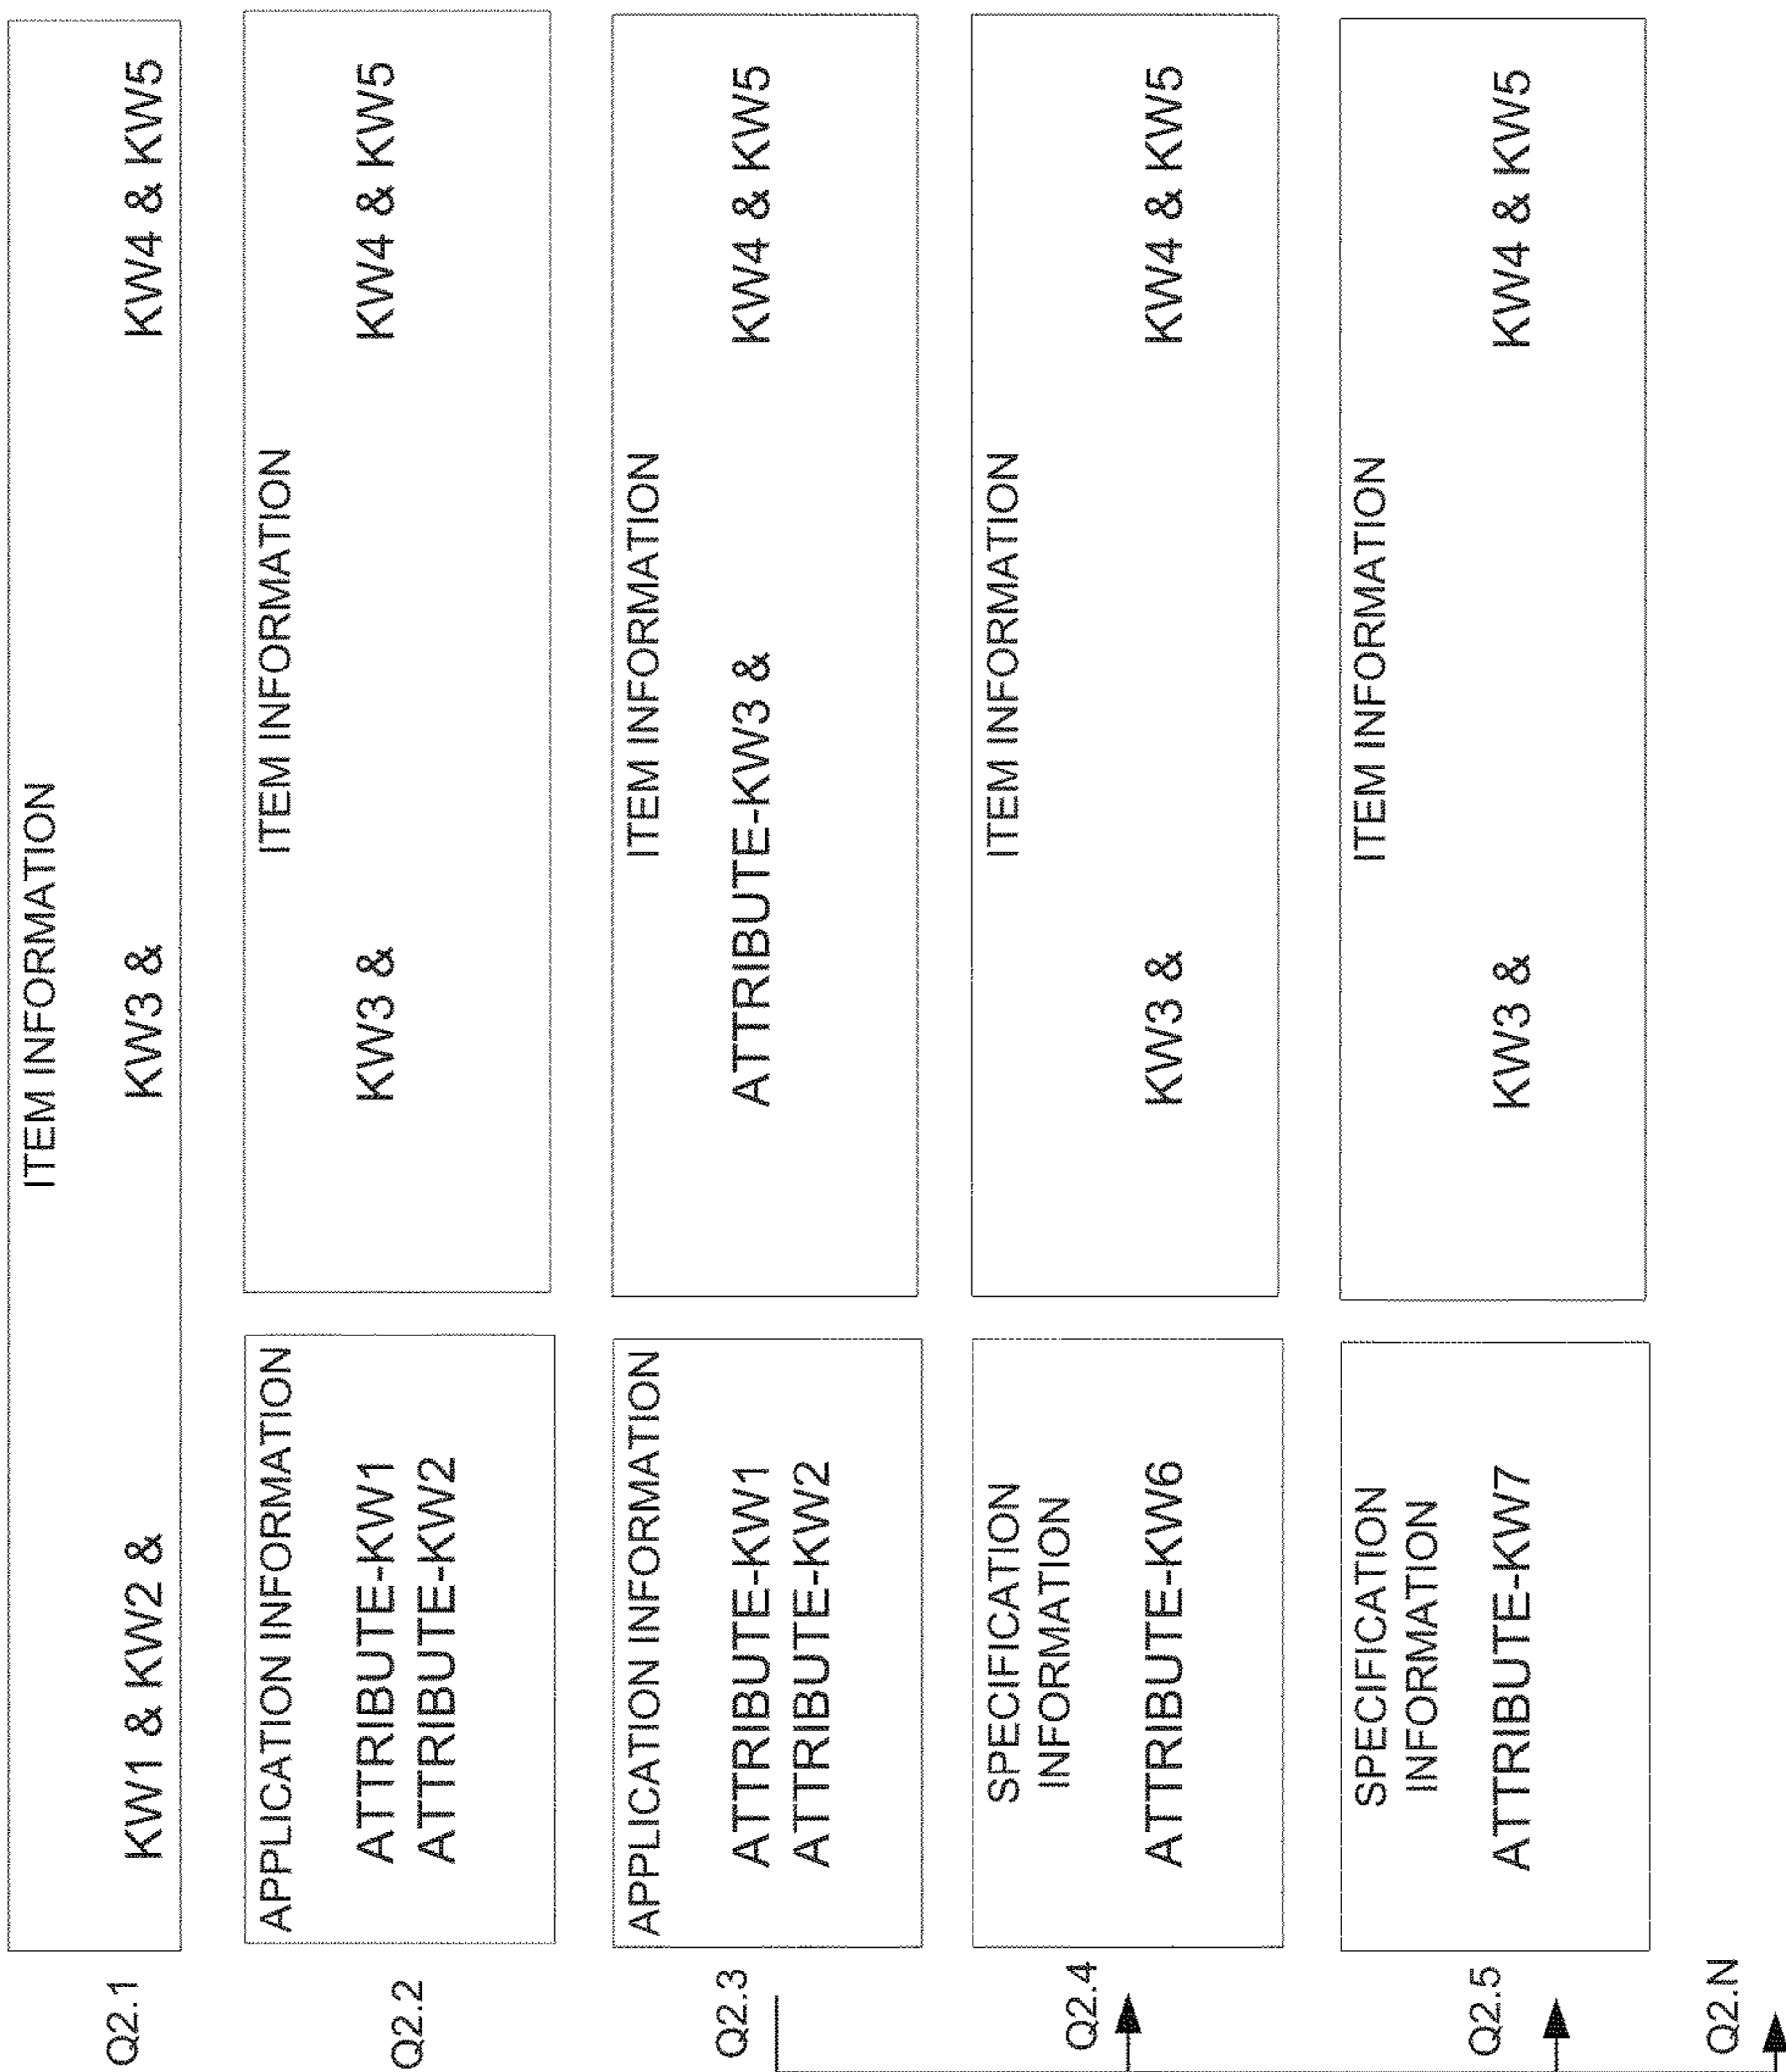 Q2.1
ITEM INFORMATION
KW1 & KW2 & KW3 & KW4 & KW5
Q2.2
APPLICATION INFORMATION
ATTRIBUTE-KW1
ATTRIBUTE-KW2
ITEM INFORMATION
KW3 & KW4 & KW5
Q2.3
APPLICATION INFORMATION
ATTRIBUTE-KW1
ATTRIBUTE-KW2
ITEM INFORMATION
ATTRIBUTE-KW3 & KW4 & KW5
Q2.4
SPECIFICATION
INFORMATION
ATTRIBUTE-KW6
ITEM INFORMATION
KW3 & KW4 & KW5
Q2.5
SPECIFICATION
INFORMATION
ATTRIBUTE-KW7
ITEM INFORMATION
KW3 & KW4 & KW5
Q2.N